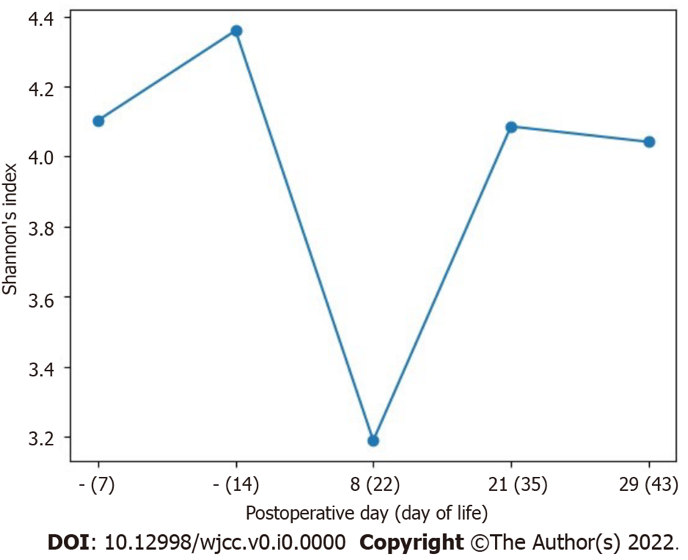 4.4
4.2
4.0
3.8
3.6
3.4
3.2
Shannon's index
- (7) - (14) 8 (22) 21 (35) 29 (43)
Postoperative day (day of life)
DOI: 10.12998/wjcc.v0.i0.0000 Copyright ©The Author(s) 2022.